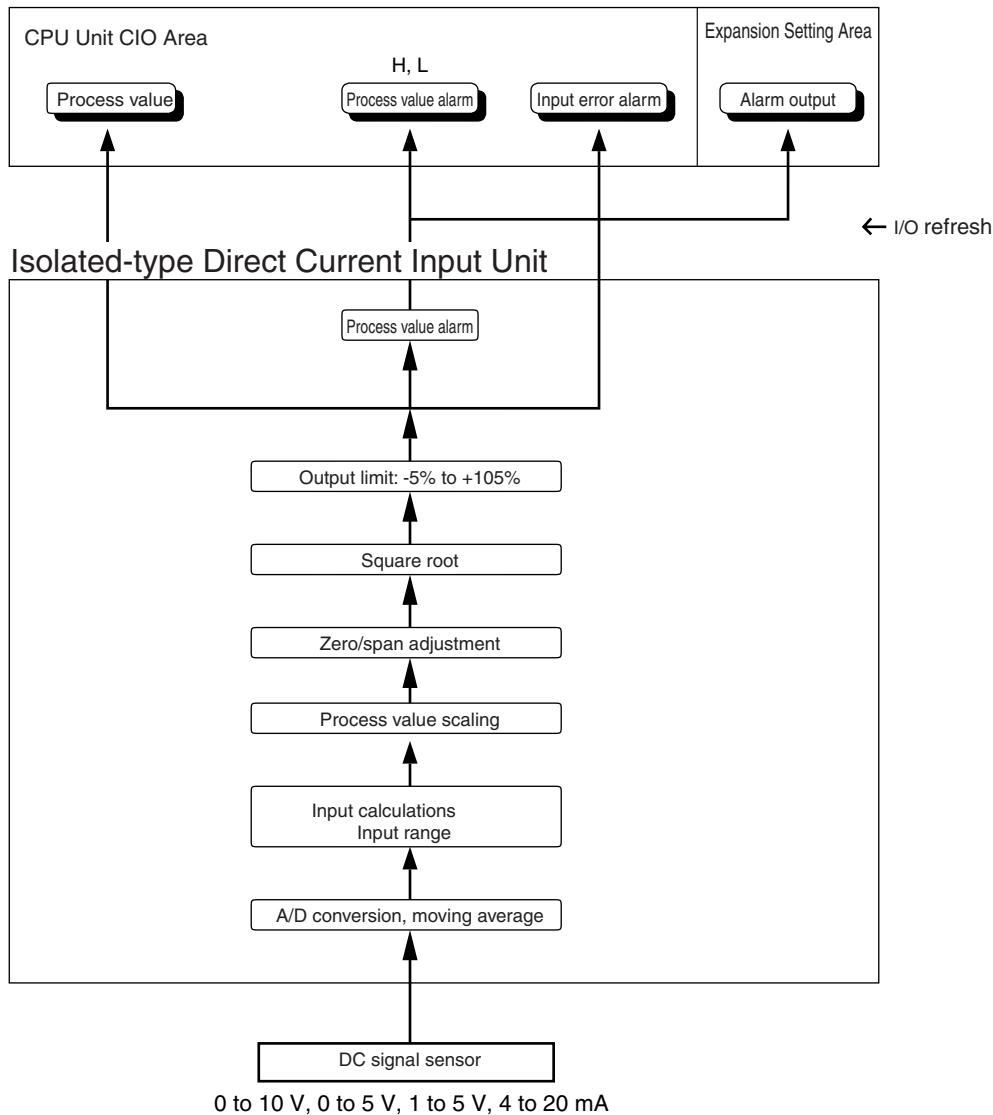 CPU Unit CIO Area
Expansion Setting Area
H, L
Process value
Process value alarm
Input error alarm
Alarm output
← I/O refresh
Isolated-type Direct Current Input Unit
Process value alarm
Output limit: -5% to +105%
Square root
Zero/span adjustment
Process value scaling
Input calculations
Input range
A/D conversion, moving average
DC signal sensor
0 to 10 V, 0 to 5 V, 1 to 5 V, 4 to 20 mA